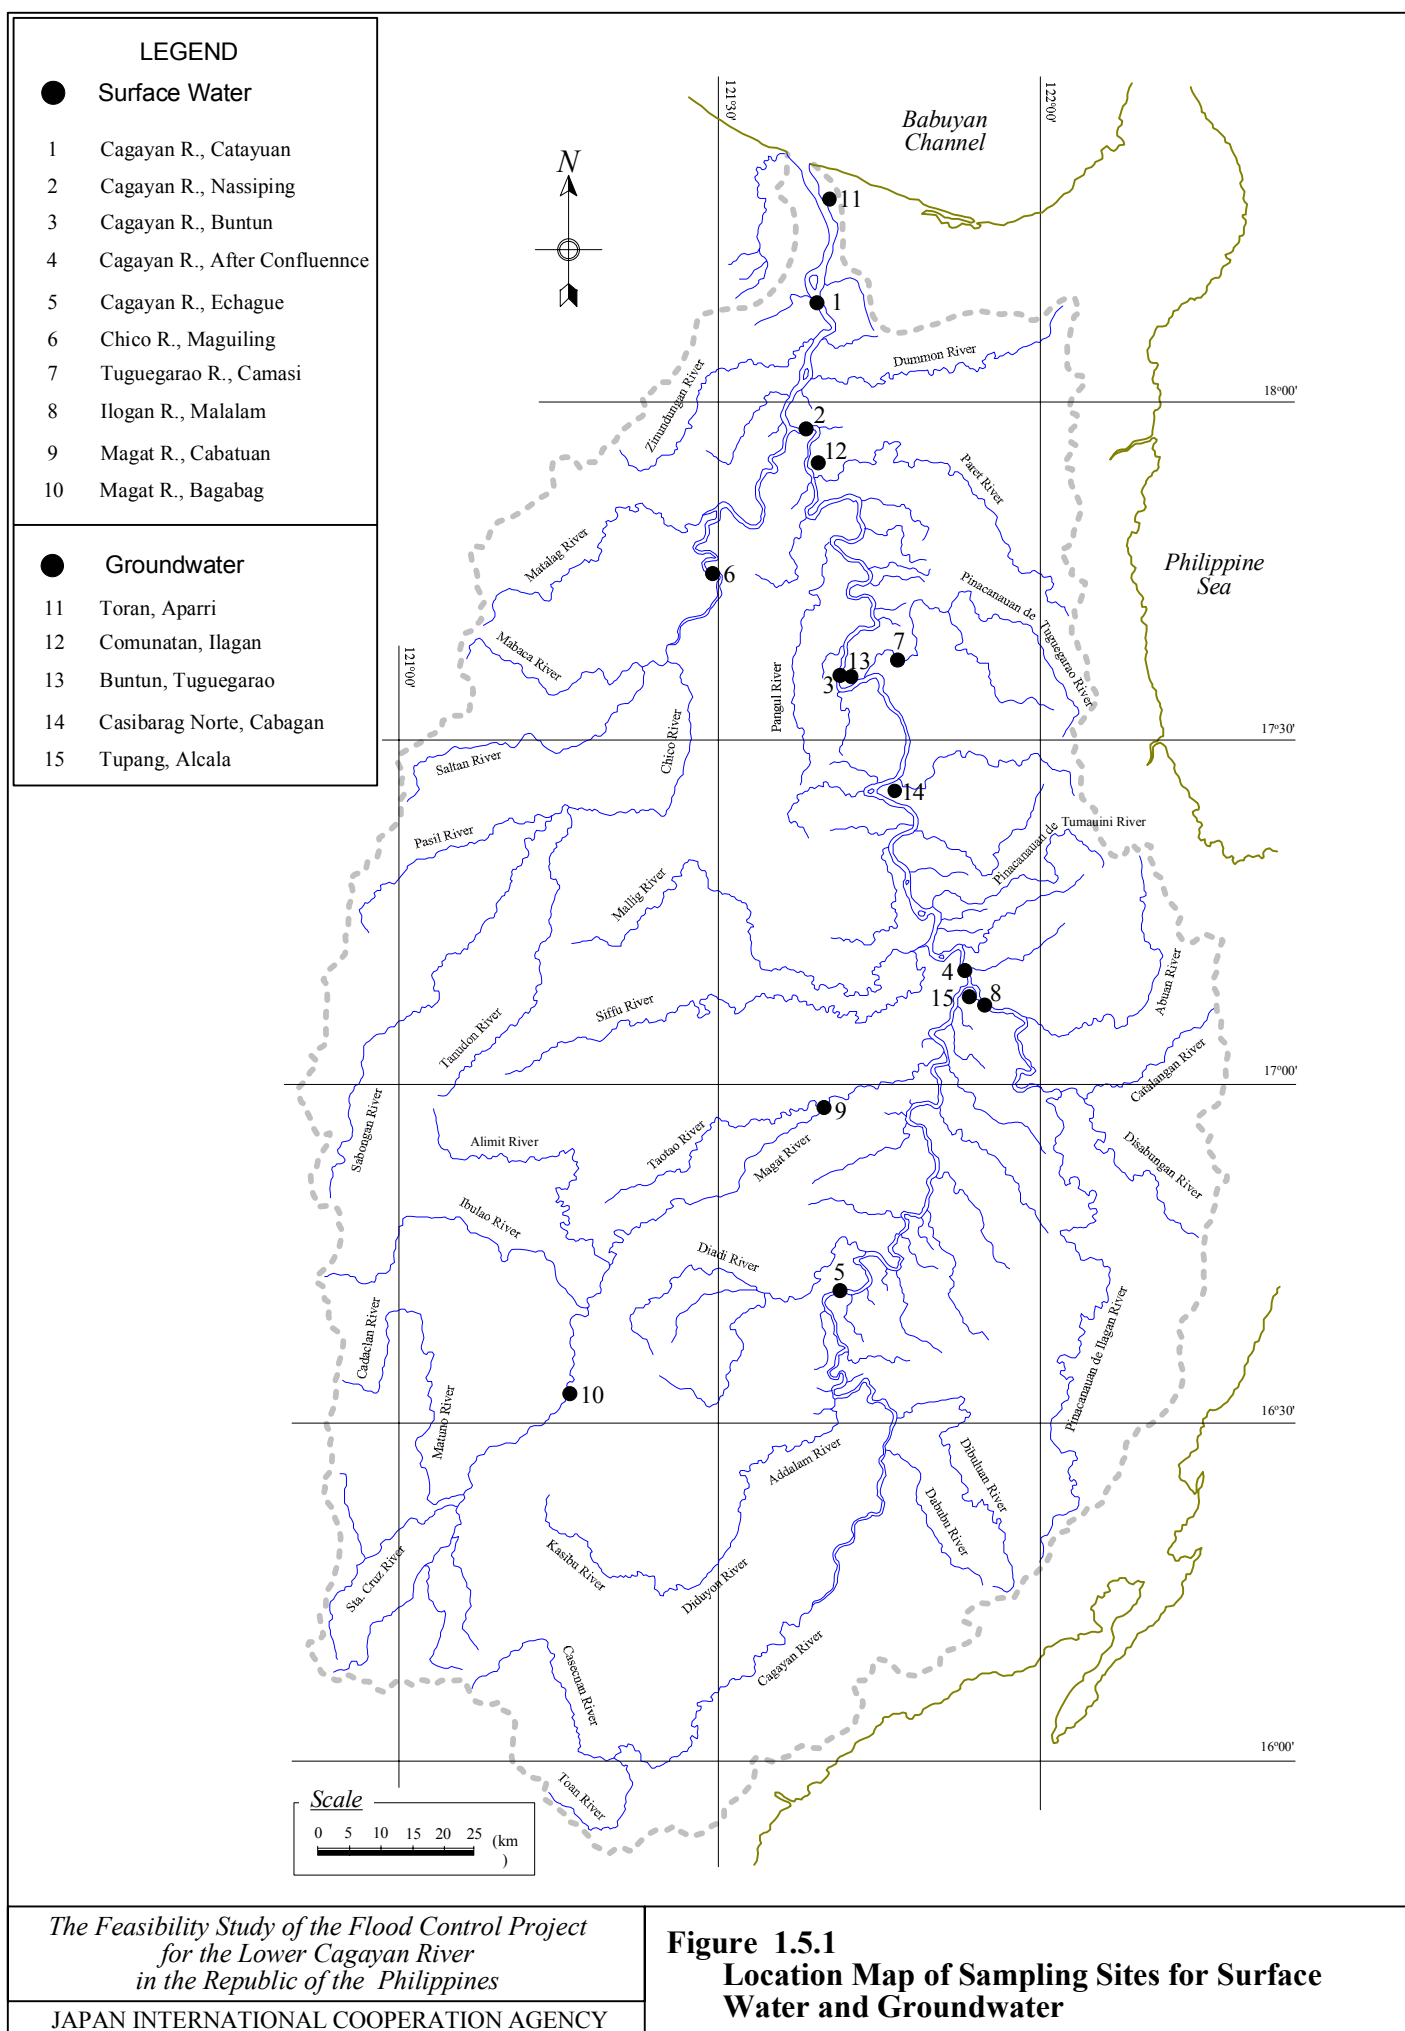 LEGEND
Surface Water
1 Cagayan R., Catayuan
2 Cagayan R., Nassiping
3 Cagayan R., Buntun
4 Cagayan R., After Confluennce
5 Cagayan R., Echague
6 Chico R., Maguiling
7 Tuguegarao R., Camasi
8 Ilogan R., Malalam
9 Magat R., Cabatuan
10 Magat R., Bagabag
Groundwater
11 Toran, Aparri
12 Comunatan, Ilagan
13 Buntun, Tuguegarao
14 Casibarag Norte, Cabagan
15 Tupang, Alcala
121°30'
122°00'
Babuyan
Channel
N
11
1
Dummon River
Zinundungan River
18°00'
2
12
Paret River
Matalag River
6
Philippine
Sea
Pinacanauan de
Tuguegarao River
Mabaca River
121°00'
7
13
3
Pangul River
Chico River
17°30'
Saltan River
14
Pasil River
Pinacanauan de
Tumauini River
Mallig River
4
15
8
Abuan River
Siffu River
Tanudon River
Catalangan River
17°00'
9
Sabongan River
Alimit River
Taotao River
Magat River
Disabungan River
Ibulao River
Diadi River
5
Cadaclan River
Pinacanauan de Ilagan River
10
Matuno River
16°30'
Addalam River
Dibuluan River
Dabubu River
Kasibu River
Sta. Cruz River
Diduyon River
Cagayan River
Casecnan River
16°00'
Toan River
Scale
0 5 10 15 20 25 (km
)
The Feasibility Study of the Flood Control Project
for the Lower Cagayan River
in the Republic of the Philippines
JAPAN INTERNATIONAL COOPERATION AGENCY
Figure 1.5.1
Location Map of Sampling Sites for Surface
Water and Groundwater